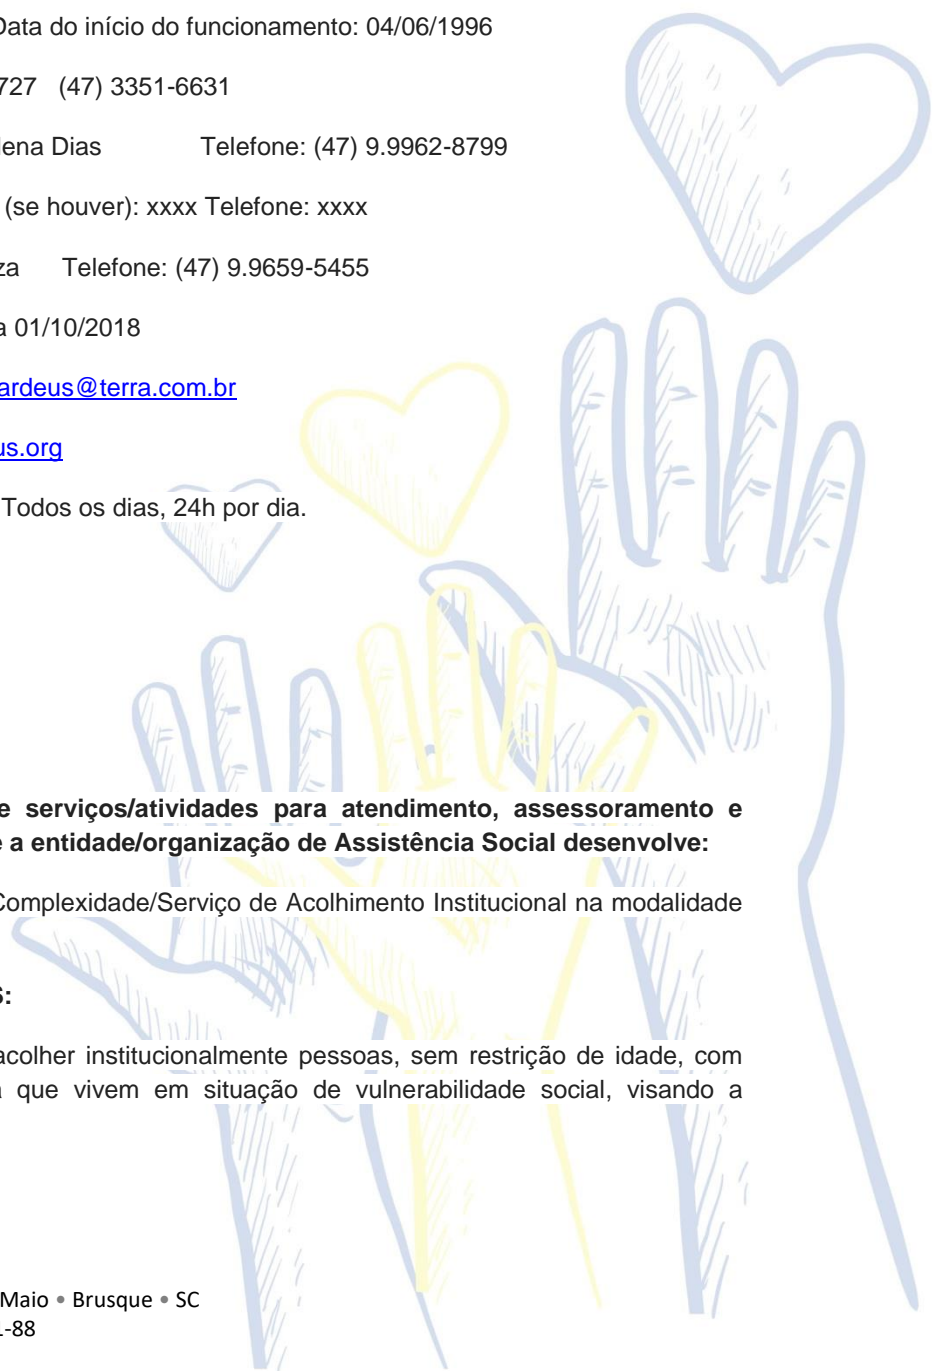 Data do início do funcionamento: 04/06/1996
727 (47) 3351-6631
lena Dias Telefone: (47) 9.9962-8799
(se houver): xxxx Telefone: xxxx
za Telefone: (47) 9.9659-5455
a 01/10/2018
ardeus@terra.com.br
us.org
Todos os dias, 24h por dia.
e serviços/atividades para atendimento, assessoramento e
e a entidade/organização de Assistência Social desenvolve:
Complexidade/Serviço de Acolhimento Institucional na modalidade
S:
acolher institucionalmente pessoas, sem restrição de idade, com
a que vivem em situação de vulnerabilidade social, visando a
Maio • Brusque • SC
1-88